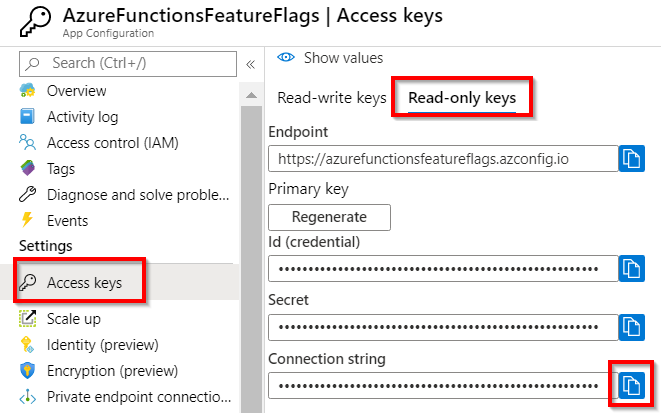 AzureFunctionsFeatureFlags | Access keys
App Configuration
Search (Ctrl+/)
«
Overview
Activity log
Access control (IAM)
Tags
Diagnose and solve proble...
Events
Settings
Access keys
Scale up
Identity (preview)
Encryption (preview)
Private endpoint connectio...
Show values
Read-write keys
Read-only keys
Endpoint
https://azurefunctionsfeatureflags.azconfig.io
Primary key
Regenerate
Id (credential)
Secret
Connection string